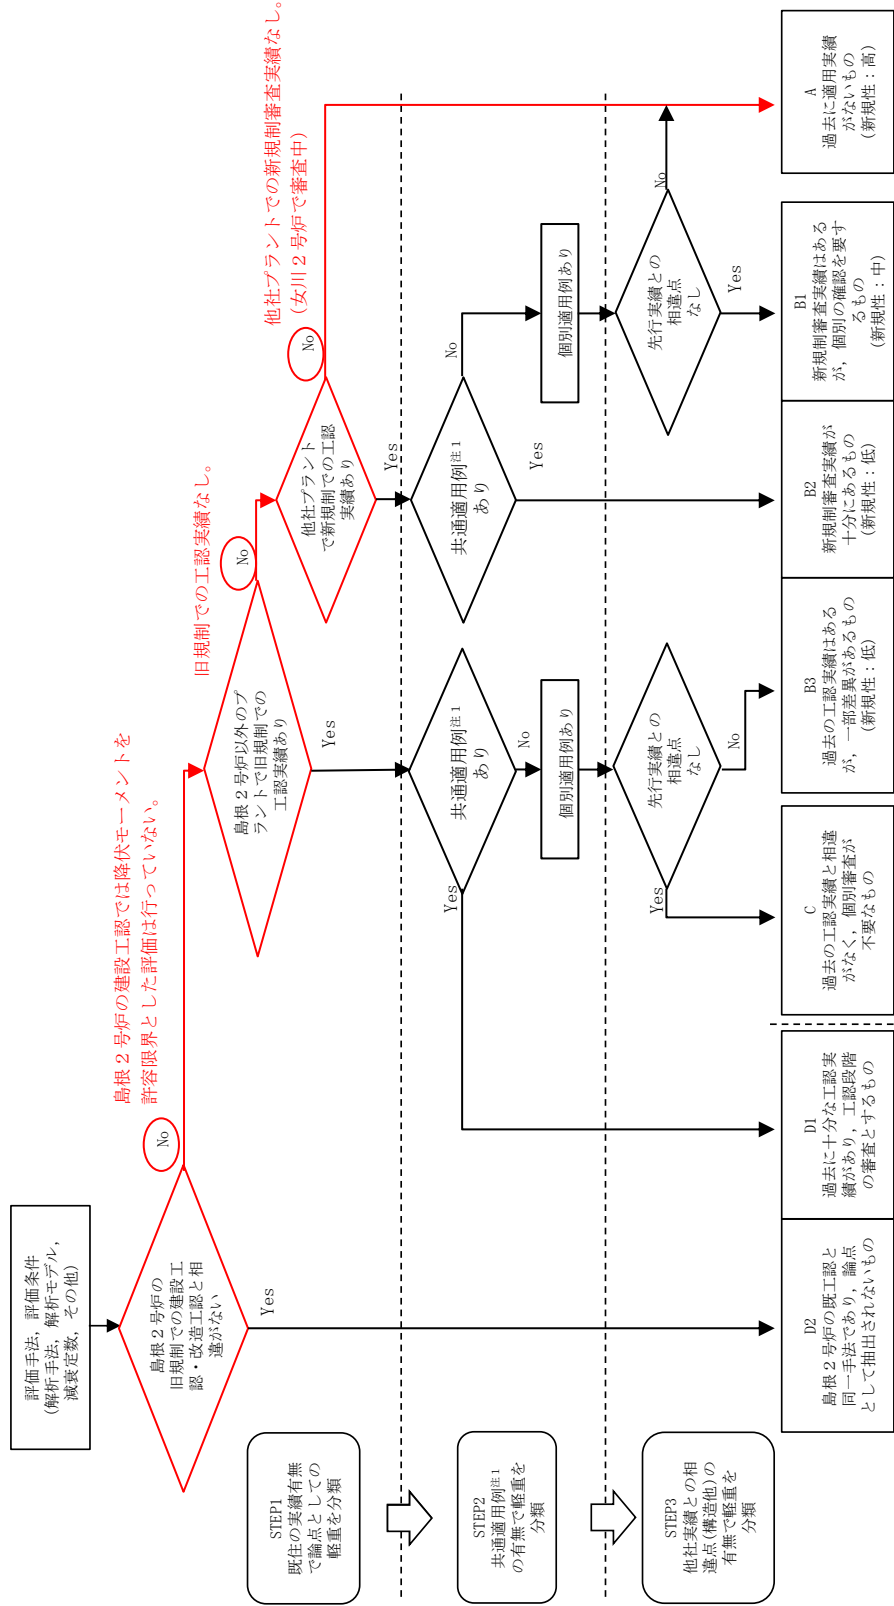 評価手法，評価条件
(解析手法，解析モデル，
減衰定数，その他)
島根２号炉の
旧規制での建設工
認・改造工認と相
違がない
No
Yes
島根２号炉の建設工認では降伏モーメントを
許容限界とした評価は行っていない。
島根２号炉以外のプ
ラントで旧規制での
工認実績あり
No
Yes
旧規制での工認実績なし。
他社プラント
で新規制での工認
実績あり
No
Yes
他社プラントでの新規制審査実績なし。
(女川２号炉で審査中)
STEP1
既往の実績有無
で論点としての
軽重を分類
STEP2
共通適用例注１
の有無で軽重を
分類
STEP3
他社実績との相
違点(構造他)の
有無で軽重を
分類
共通適用例注１
あり
Yes
No
個別適用例あり
先行実績との
相違点
なし
Yes
No
共通適用例注１
あり
No
Yes
個別適用例あり
先行実績との
相違点
なし
No
Yes
D2
島根２号炉の既工認と
同一手法であり，論点
として抽出されないもの
D1
過去に十分な工認実
績があり，工認段階
の審査とするもの
C
過去の工認実績と相違
がなく，個別審査が
不要なもの
B3
過去の工認実績はある
が，一部差異があるもの
(新規性：低)
B2
新規制審査実績が
十分にあるもの
(新規性：低)
B1
新規制審査実績はある
が，個別の確認を要す
るもの
(新規性：中)
A
過去に適用実績
がないもの
(新規性：高)